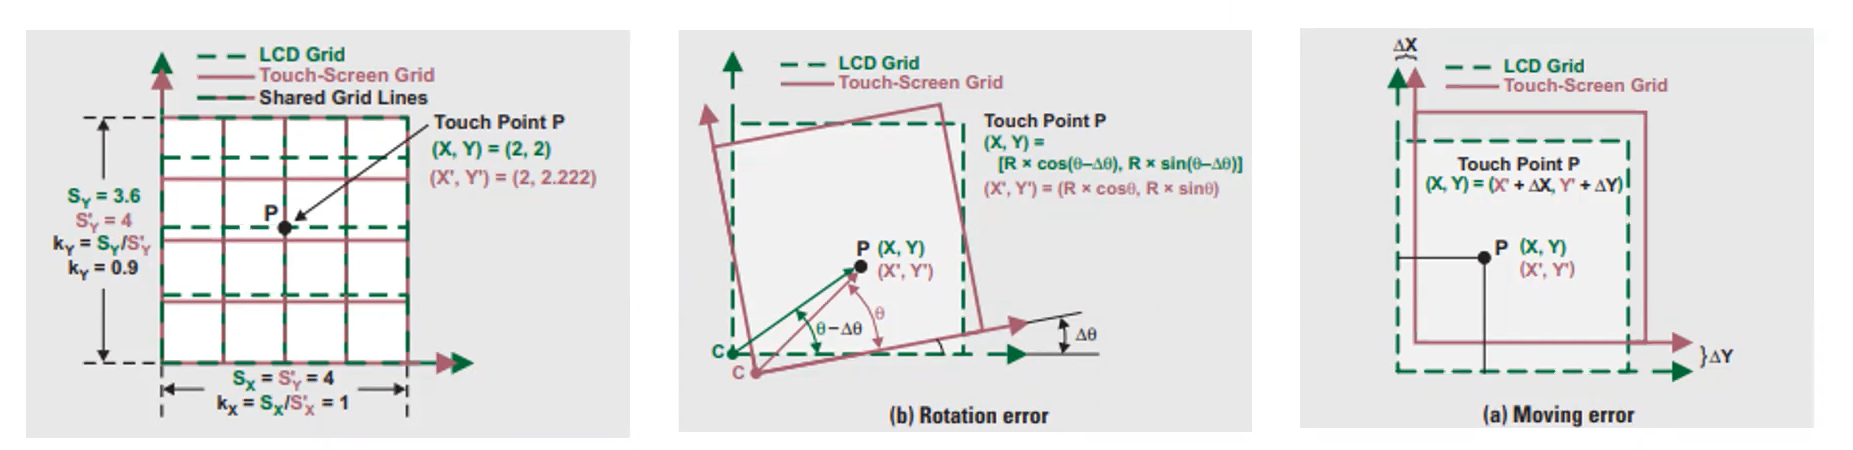 LCD Grid
Touch-Screen Grid
Shared Grid Lines
Touch Point P
(X, Y) = (2, 2)
(X', Y') = (2, 2.222)
P
S_Y = 3.6
S'_Y = 4
k_Y = S_Y/S'_Y
k_Y = 0.9
S_X = S'_Y = 4
k_X = S_X/S'_X = 1
LCD Grid
Touch-Screen Grid
Touch Point P
(X, Y) =
[R × cos(θ–Δθ), R × sin(θ–Δθ)]
(X', Y') = (R × cosθ, R × sinθ)
P (X, Y)
(X', Y')
θ
θ–Δθ
Δθ
C
C
(b) Rotation error
ΔX
LCD Grid
Touch-Screen Grid
Touch Point P
(X, Y) = (X' + ΔX, Y' + ΔY)
P (X, Y)
(X', Y')
}ΔY
(a) Moving error